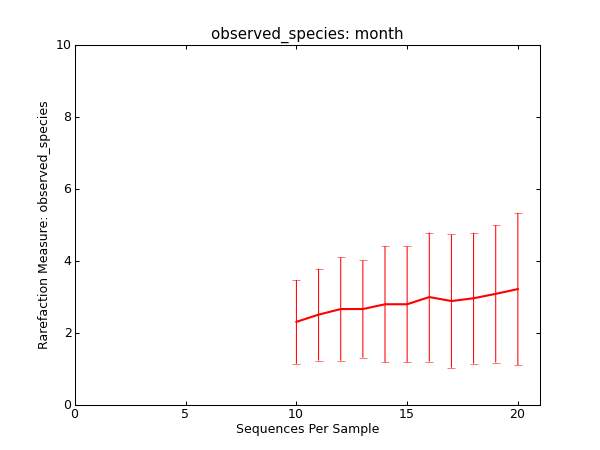 observed_species: month
10
8
6
4
2
0
Rarefaction Measure: observed_species
0 5 10 15 20
Sequences Per Sample